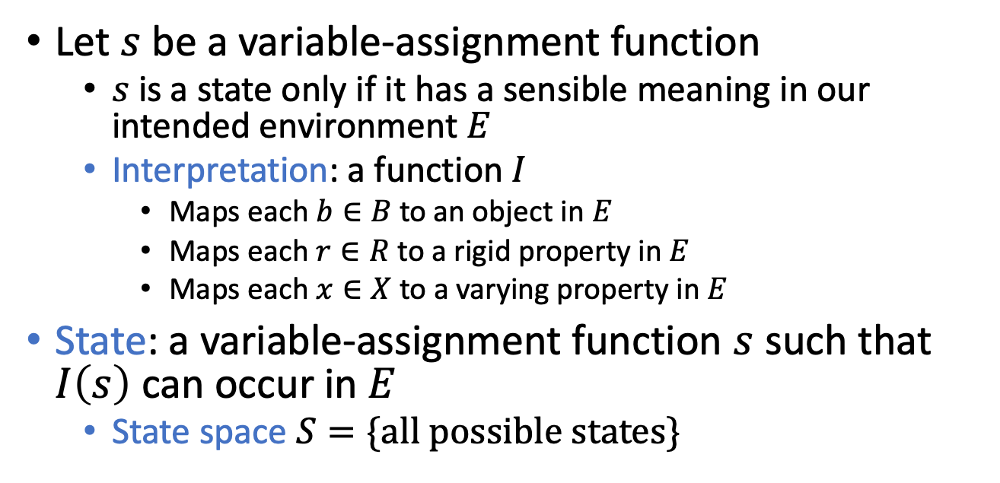 • Let s be a variable-assignment function
• s is a state only if it has a sensible meaning in our
intended environment E
• Interpretation: a function I
• Maps each b ∈ B to an object in E
• Maps each r ∈ R to a rigid property in E
• Maps each x ∈ X to a varying property in E
• State: a variable-assignment function s such that
I(s) can occur in E
• State space S = {all possible states}